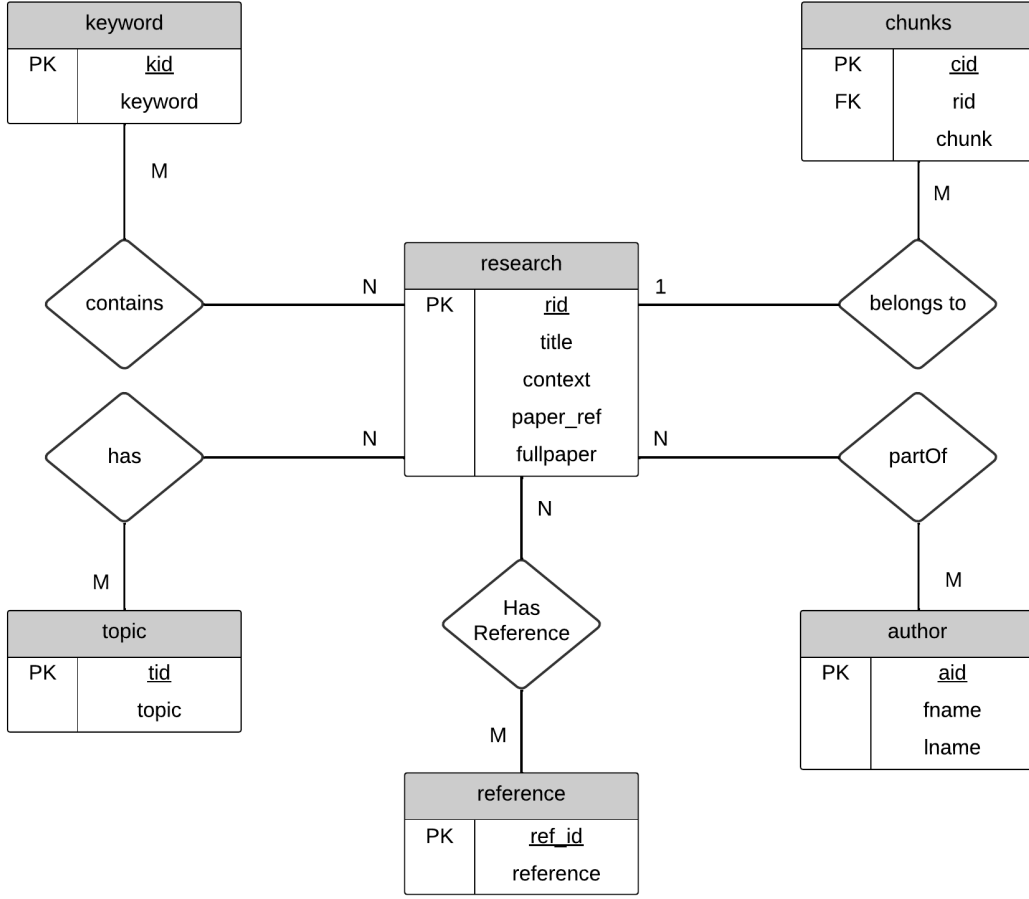 keyword
PK kid
keyword
M
contains
N
chunks
PK cid
FK rid
chunk
M
belongs to
1
research
PK rid
title
context
paper_ref
fullpaper
has
N
M
topic
PK tid
topic
N
Has
Reference
M
reference
PK ref_id
reference
N
partOf
M
author
PK aid
fname
lname